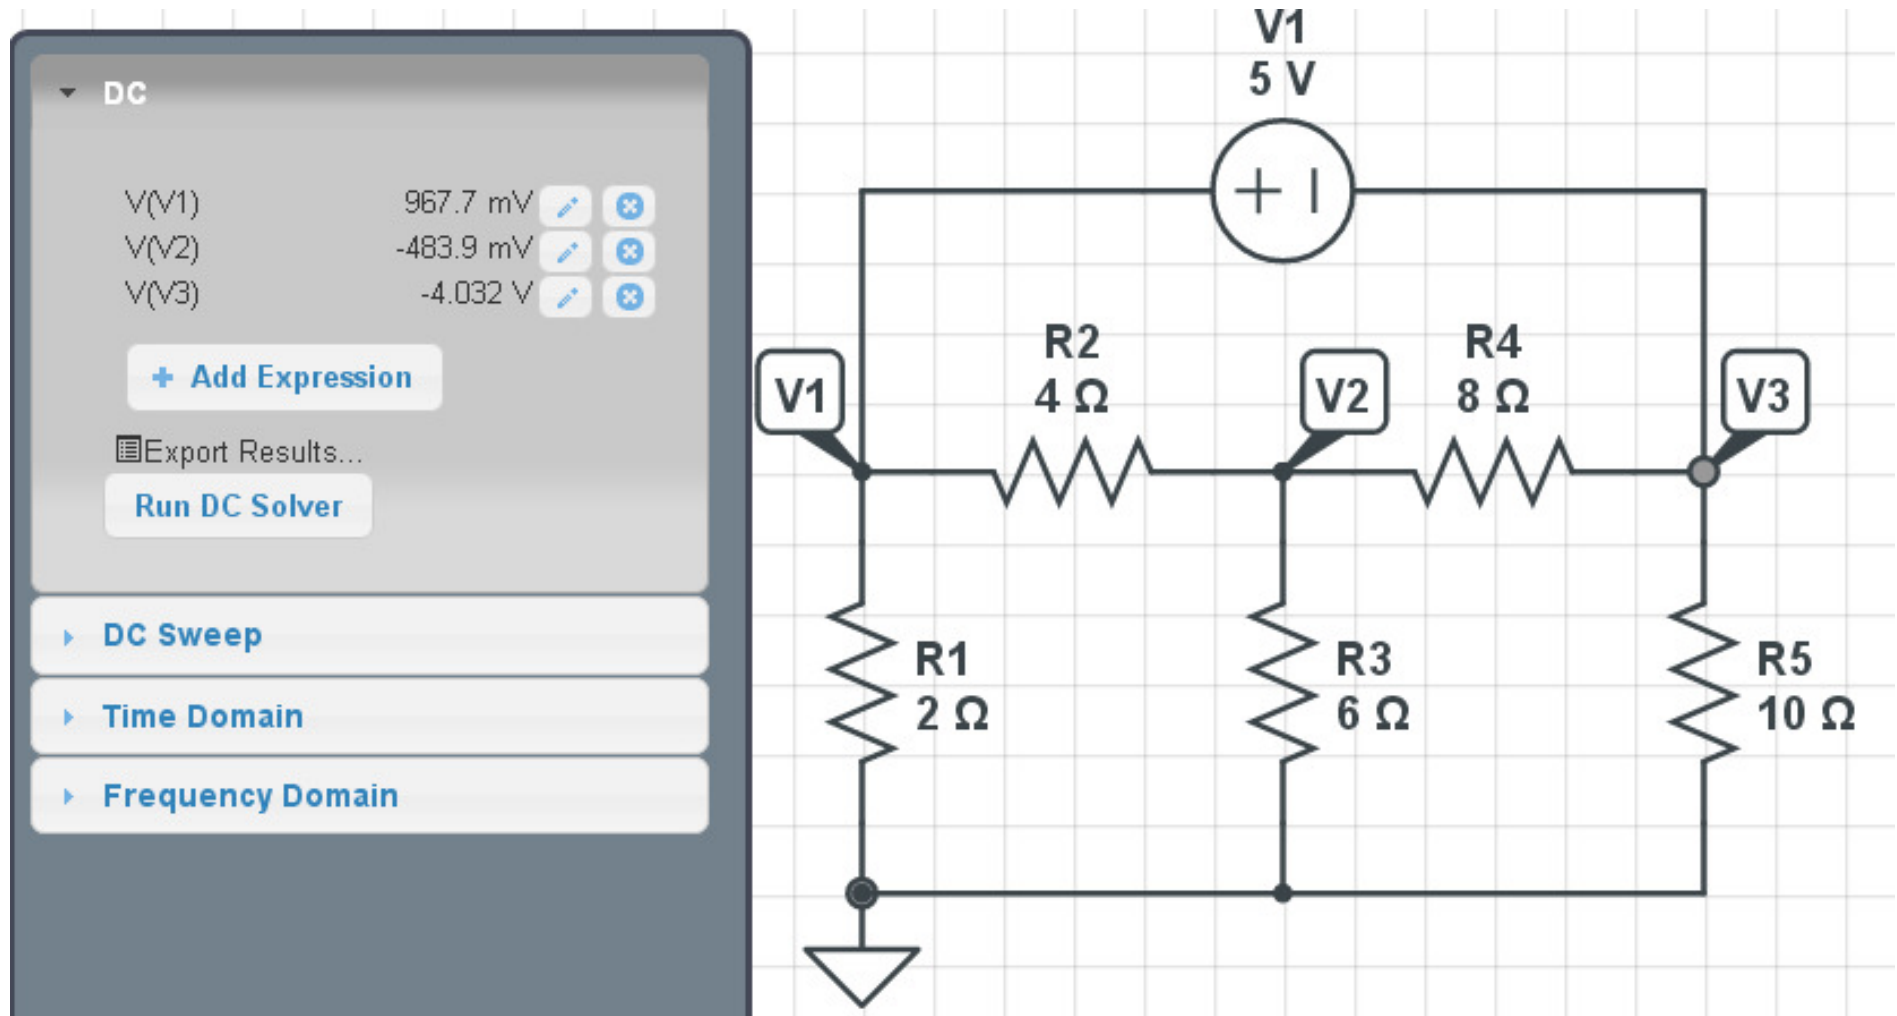 DC
V(V1) 967.7 mV
V(V2) -483.9 mV
V(V3) -4.032 V
+ Add Expression
Export Results...
Run DC Solver
DC Sweep
Time Domain
Frequency Domain
V1
5 V
R2
4 Ω
R4
8 Ω
V1
V2
V3
R1
2 Ω
R3
6 Ω
R5
10 Ω